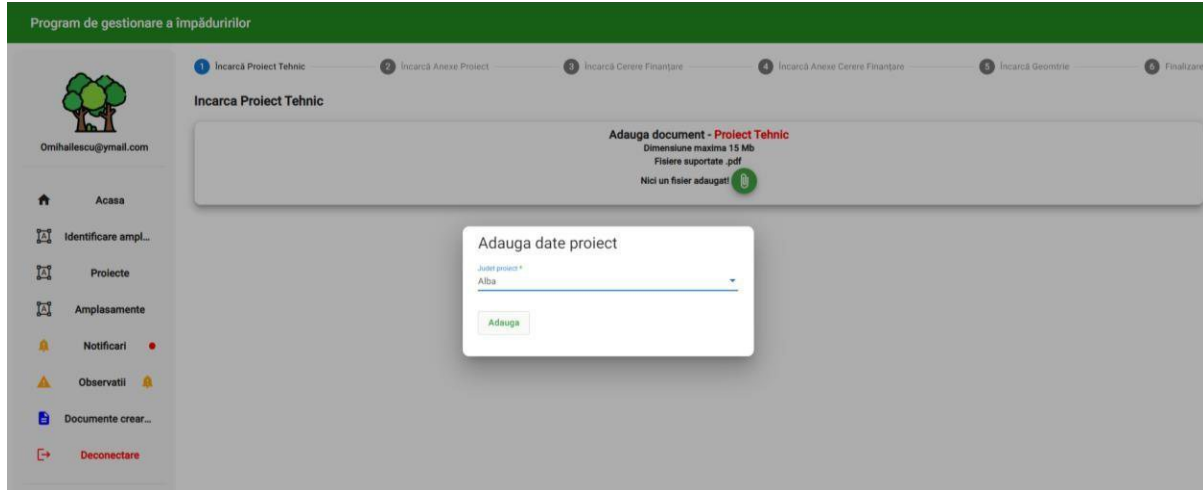 Program de gestionare a împăduririlor
1 Încarcă Proiect Tehnic 2 Încarcă Anexe Proiect 3 Încarcă Cerere Finanțare 4 Încarcă Anexe Cerere Finanțare 5 Încarcă Geomtrie 6 Finalizare
Incarca Proiect Tehnic
Omihailescu@ymail.com
Adauga document - Proiect Tehnic
Dimensiune maxima 15 Mb
Fisiere suportate .pdf
Nici un fisier adaugat!
Acasa
Identificare ampl...
Proiecte
Amplasamente
Notificari
Observatii
Documente crear...
Deconectare
Adauga date proiect
Judet proiect *
Alba
Adauga